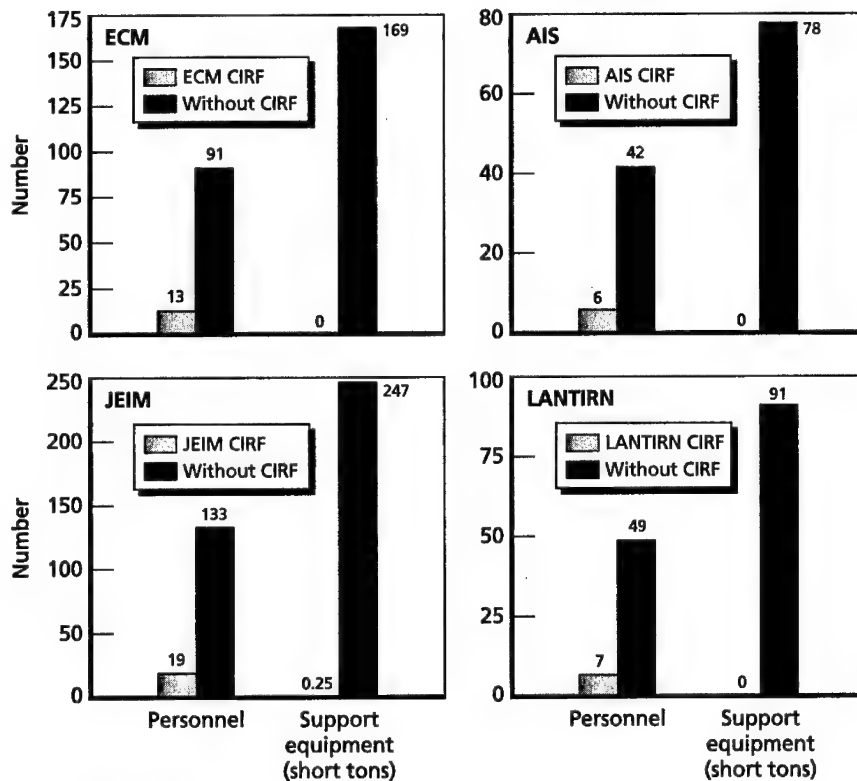 ECM
ECM CIRF
Without CIRF
Number
175
150
125
100
75
50
25
0
13
91
0
169
AIS
AIS CIRF
Without CIRF
80
60
40
20
0
6
42
0
78
JEIM
JEIM CIRF
Without CIRF
Number
250
200
150
100
50
0
19
133
0.25
247
Personnel
Support
equipment
(short tons)
LANTIRN
LANTIRN CIRF
Without CIRF
100
75
50
25
0
7
49
0
91
Personnel
Support
equipment
(short tons)